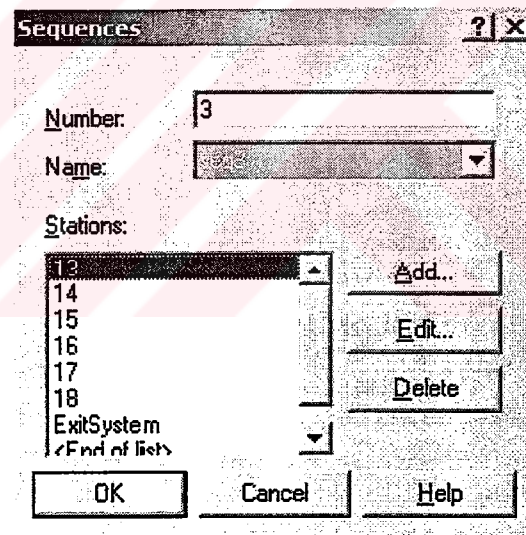 Sequences ? ×
Number: 3
Name:
Stations:
13
14
15
16
17
18
ExitSystem
<End of list>
Add...
Edit...
Delete
OK Cancel Help